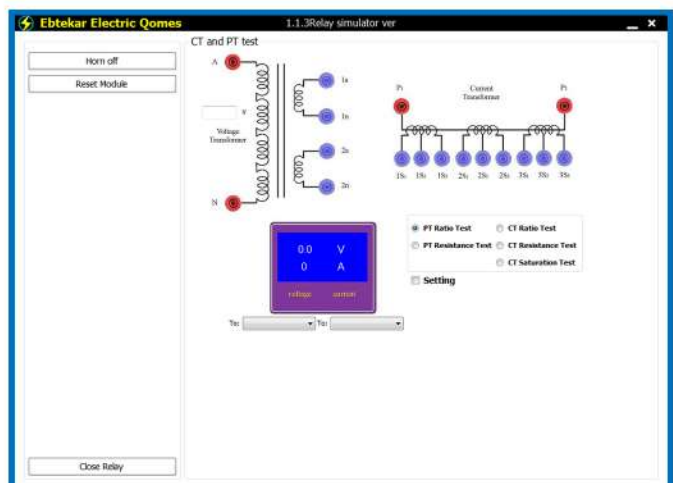 Ebtekar Electric Qomes
1.1.3Relay simulator ver
Horn off
Reset Module
Close Relay
CT and PT test
A
V
Voltage
Transformer
N
1a
1n
2a
2n
P₁
Current
Transformer
P₁
1S₁ 1S₂ 1S₃ 2S₁ 2S₂ 2S₃ 3S₁ 3S₂ 3S₃
0.0 V
0 A
voltage current
To: To:
PT Ratio Test CT Ratio Test
PT Resistance Test CT Resistance Test
CT Saturation Test
Setting